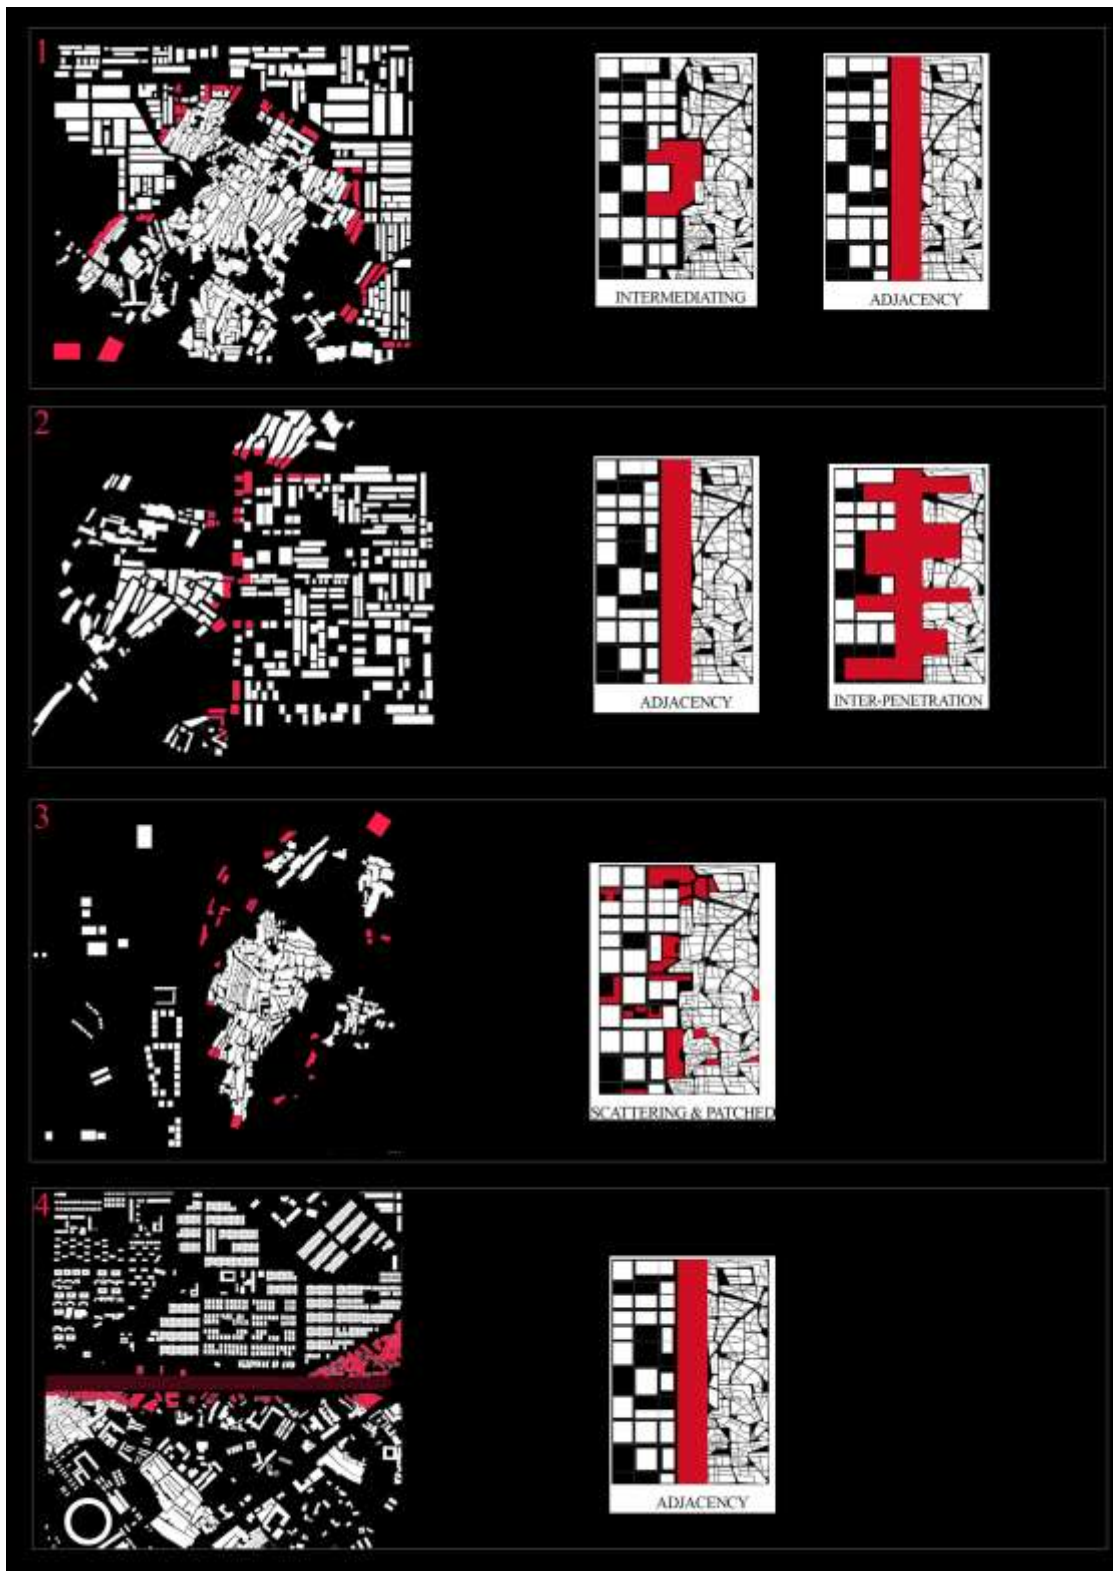 1
INTERMEDIATING
ADJACENCY
2
ADJACENCY
INTER-PENETRATION
3
SCATTERING & PATCHED
4
ADJACENCY